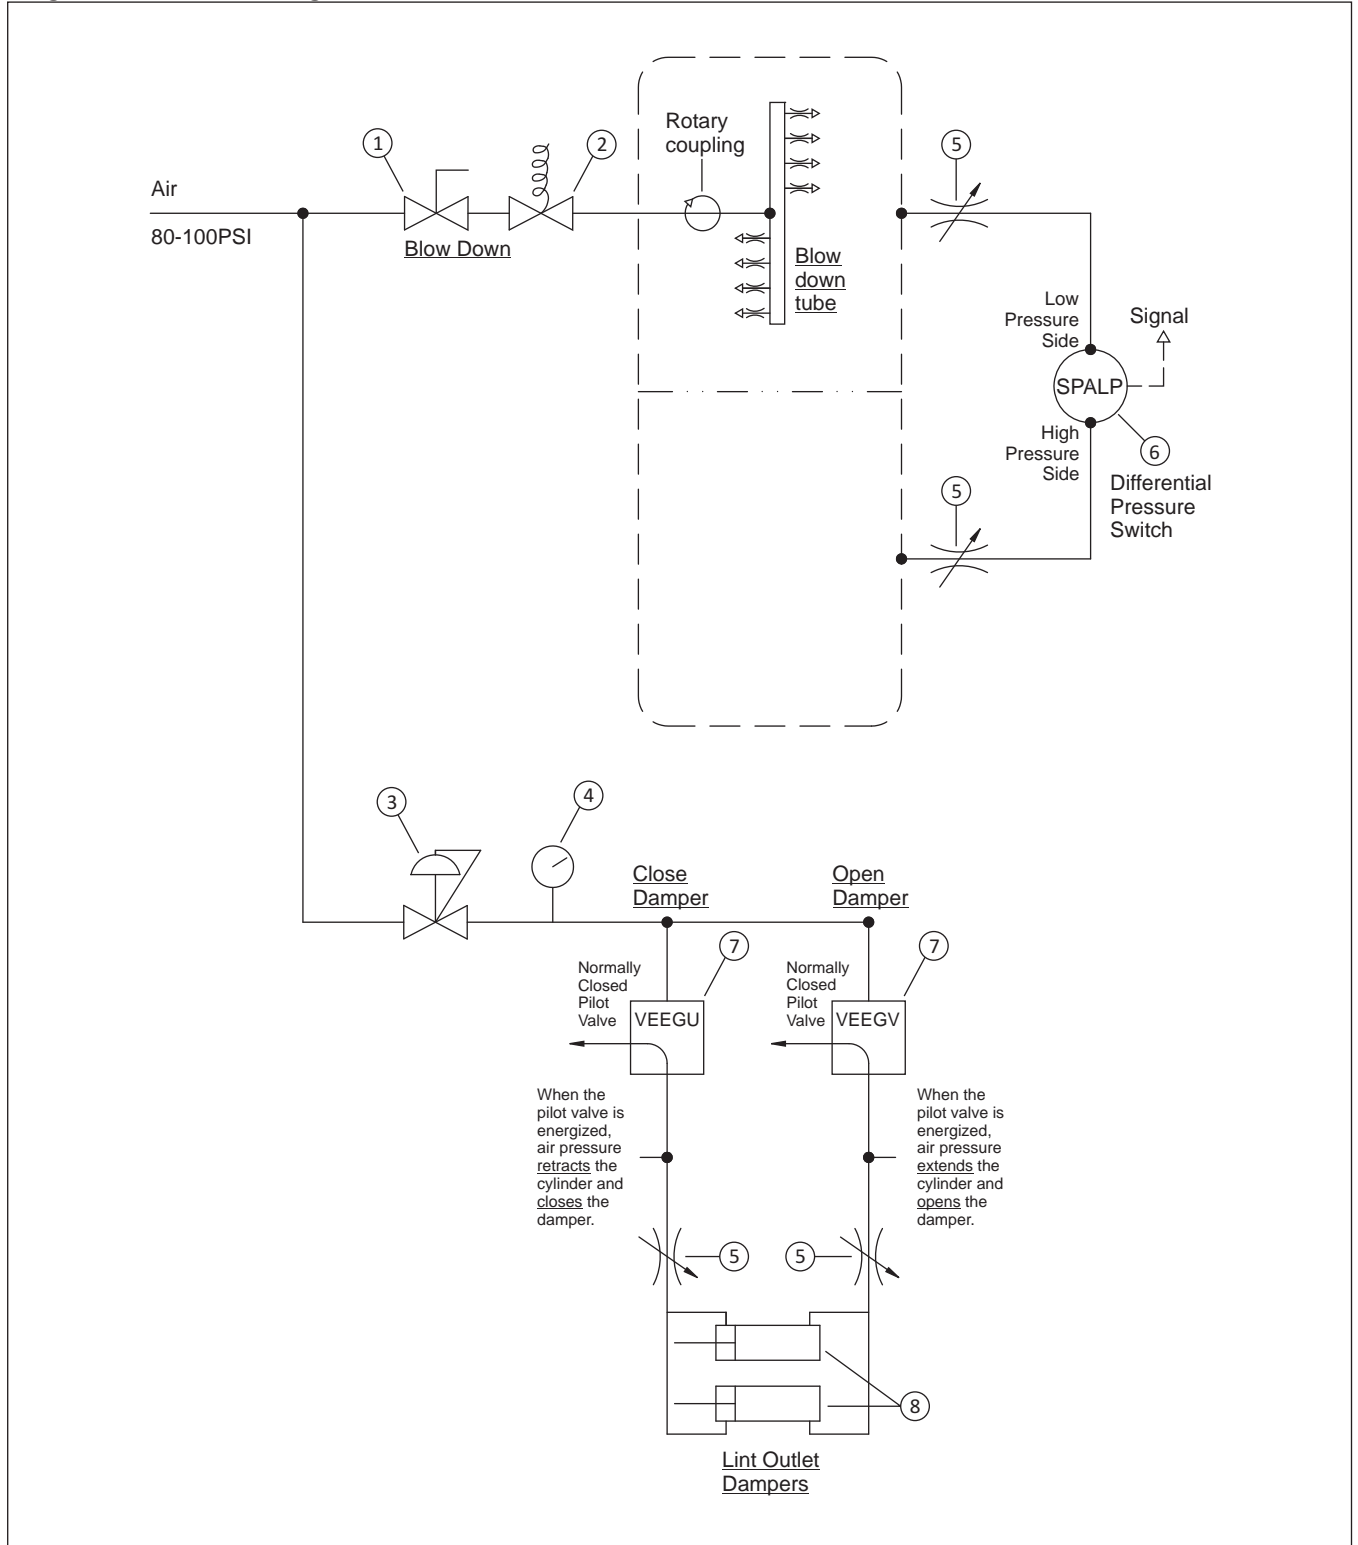 Air
80-100PSI
1
Blow Down
2
Rotary
coupling
Blow
down
tube
5
Low
Pressure
Side
Signal
SPALP
High
Pressure
Side
6
Differential
Pressure
Switch
5
3
4
Close
Damper
Open
Damper
7
7
Normally
Closed
Pilot
Valve
VEEGU
Normally
Closed
Pilot
Valve
VEEGV
When the
pilot valve is
energized,
air pressure
retracts the
cylinder and
closes the
damper.
When the
pilot valve is
energized,
air pressure
extends the
cylinder and
opens the
damper.
5
5
8
Lint Outlet
Dampers